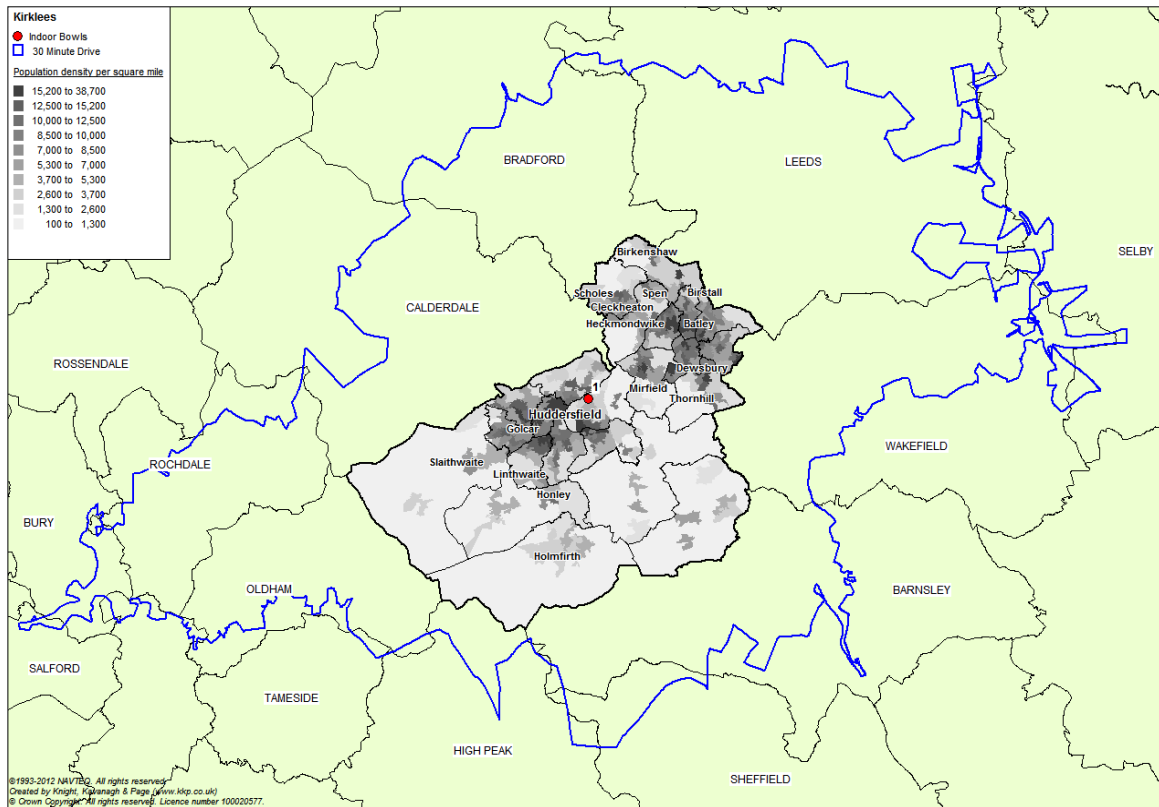 Kirklees
Indoor Bowls
30 Minute Drive
Population density per square mile
15,200 to 38,700
12,500 to 15,200
10,000 to 12,500
8,500 to 10,000
7,000 to 8,500
5,300 to 7,000
3,700 to 5,300
2,600 to 3,700
1,300 to 2,600
100 to 1,300
BRADFORD
LEEDS
SELBY
Birkenshaw
Scholes
Spen
Birstall
Cleckheaton
CALDERDALE
Heckmondwike
Batley
ROSSENDALE
Dewsbury
1
Mirfield
Thornhill
Huddersfield
Golcar
WAKEFIELD
Slaithwaite
ROCHDALE
Linthwaite
Honley
BURY
Holmfirth
OLDHAM
BARNSLEY
SALFORD
TAMESIDE
HIGH PEAK
SHEFFIELD
©1993-2012 NAVTEQ. All rights reserved.
Created by Knight, Kavanagh & Page (www.kkp.co.uk)
© Crown Copyright. All rights reserved. Licence number 100020577.